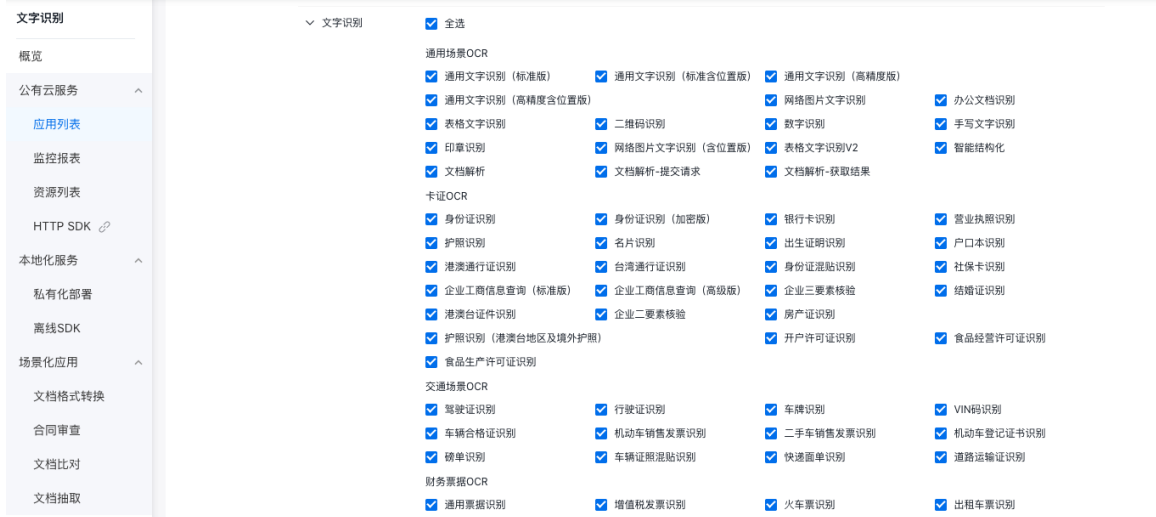 文字识别
概览
公有云服务
应用列表
监控报表
资源列表
HTTP SDK
本地化服务
私有化部署
离线SDK
场景化应用
文档格式转换
合同审查
文档比对
文档抽取
文字识别 全选
通用场景OCR
通用文字识别（标准版） 通用文字识别（标准含位置版） 通用文字识别（高精度版）
通用文字识别（高精度含位置版） 网络图片文字识别 办公文档识别
表格文字识别 二维码识别 数字识别 手写文字识别
印章识别 网络图片文字识别（含位置版） 表格文字识别V2 智能结构化
文档解析 文档解析-提交请求 文档解析-获取结果
卡证OCR
身份证识别 身份证识别（加密版） 银行卡识别 营业执照识别
护照识别 名片识别 出生证明识别 户口本识别
港澳通行证识别 台湾通行证识别 身份证混贴识别 社保卡识别
企业工商信息查询（标准版） 企业工商信息查询（高级版） 企业三要素核验 结婚证识别
港澳台证件识别 企业二要素核验 房产证识别
护照识别（港澳台地区及境外护照） 开户许可证识别 食品经营许可证识别
食品生产许可证识别
交通场景OCR
驾驶证识别 行驶证识别 车牌识别 VIN码识别
车辆合格证识别 机动车销售发票识别 二手车销售发票识别 机动车登记证书识别
磅单识别 车辆证照混贴识别 快递面单识别 道路运输证识别
财务票据OCR
通用票据识别 增值税发票识别 火车票识别 出租车票识别